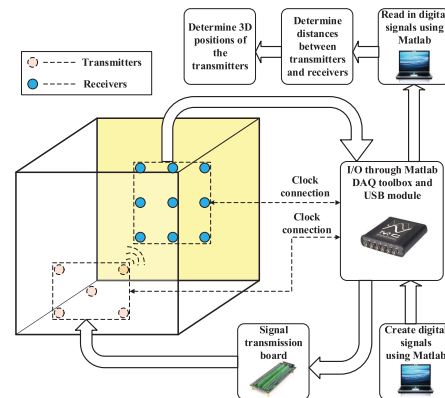 Determine 3D
positions of
the transmitters
Determine
distances
between
transmitters
and receivers
Read in digital
signals using
Matlab
Transmitters
Receivers
I/O through Matlab
DAQ toolbox and
USB module
Clock
connection
Clock
connection
Signal
transmission
board
Create digital
signals
using Matlab